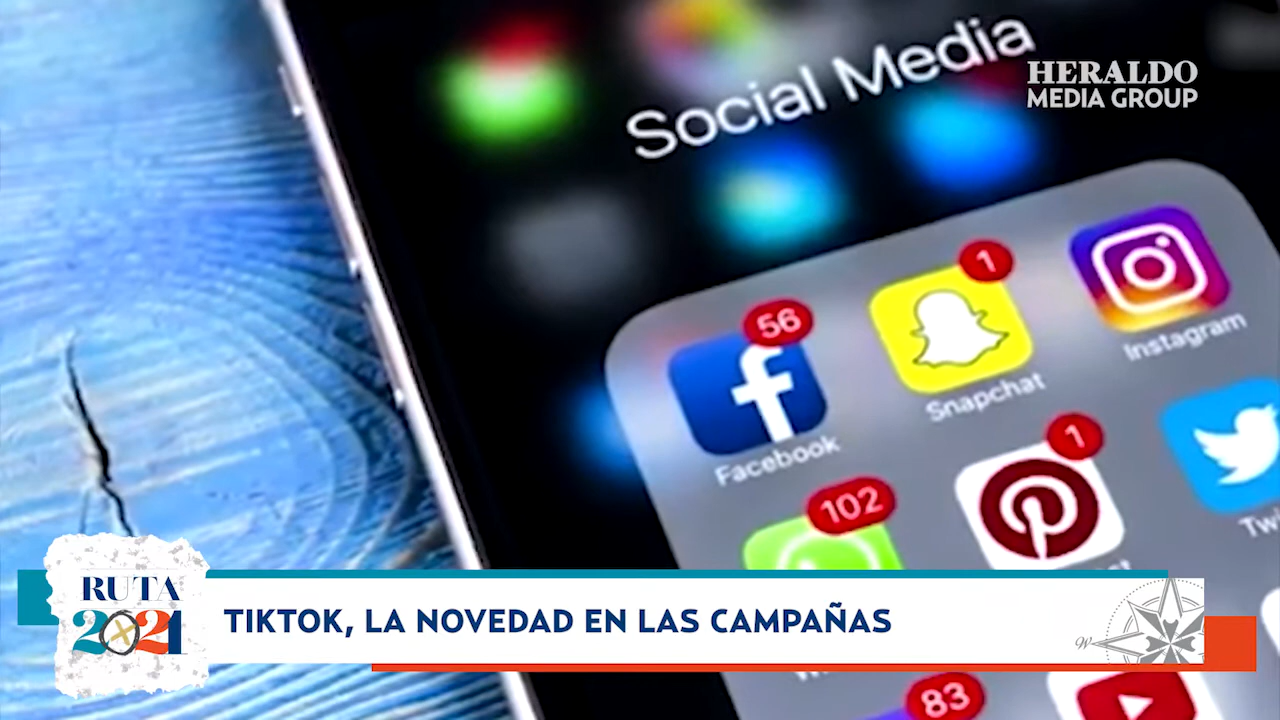 Social Media
HERALDO
MEDIA GROUP
1
56
Instagram
Snapchat
Facebook
1
102
RUTA
2021
TIKTOK, LA NOVEDAD EN LAS CAMPAÑAS
W
83